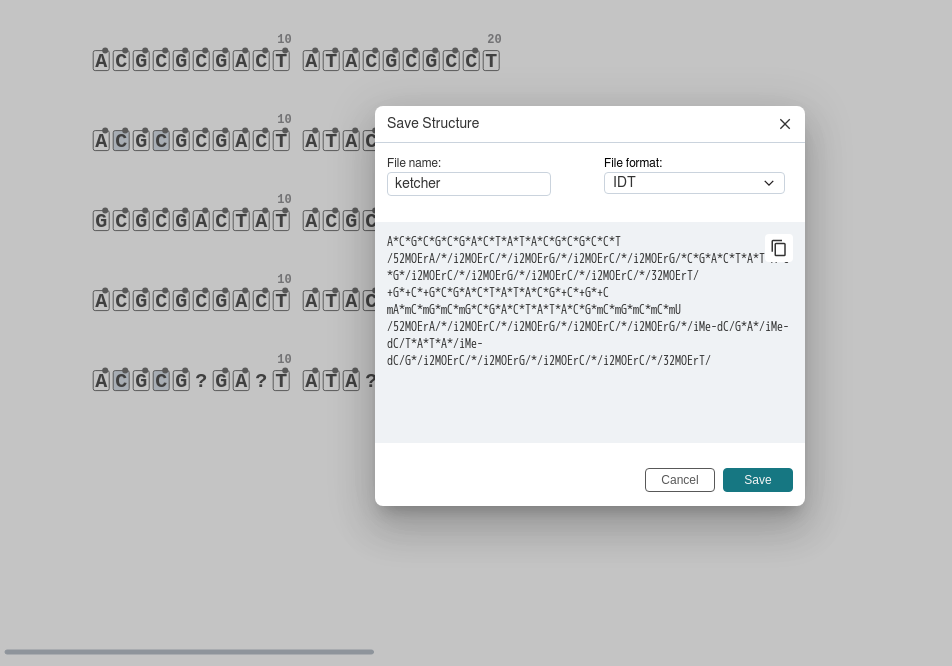 10 20
ACGCGCGACT ATACGCGCCT
10
ACGCGCGACT ATAC
10
GCGCGACTAT ACGC
10
ACGCGCGACT ATAC
10
ACGCG?GA?T ATA?
Save Structure
File name:
File format:
ketcher
IDT
A*C*G*C*G*C*G*A*C*T*A*T*A*C*G*C*G*C*C*T
/52MOErA/*/i2MOErC/*/i2MOErG/*/i2MOErC/*/i2MOErG/*C*G*A*C*T*A*T
*G*/i2MOErC/*/i2MOErG/*/i2MOErC/*/i2MOErC/*/32MOErT/
+G*+C*+G*C*G*A*C*T*A*T*A*C*G*+C*+G*+C
mA*mC*mG*mC*mG*C*G*A*C*T*A*T*A*C*G*mC*mG*mC*mC*mU
/52MOErA/*/i2MOErC/*/i2MOErG/*/i2MOErC/*/i2MOErG/*/iMe-dC/G*A*/iMe-
dC/T*A*T*A*/iMe-
dC/G*/i2MOErC/*/i2MOErG/*/i2MOErC/*/i2MOErC/*/32MOErT/
Cancel
Save